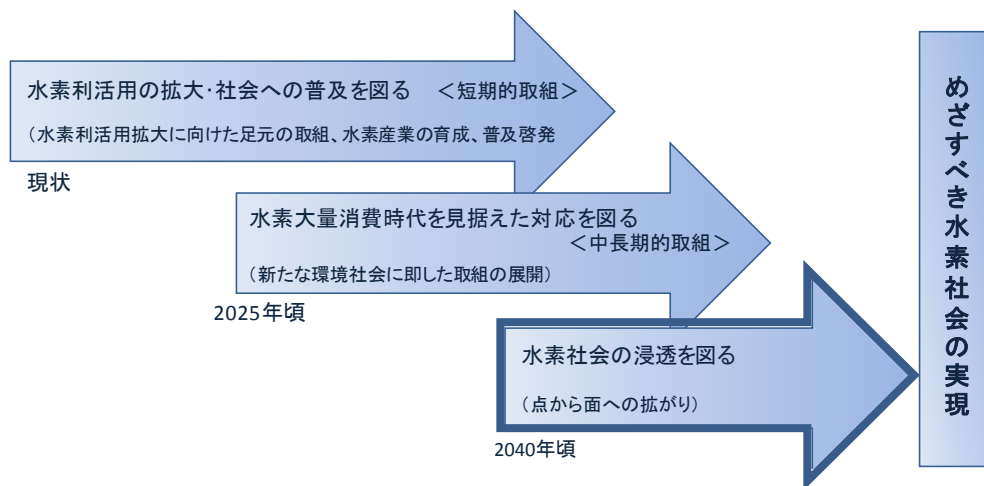 水素利活用の拡大・社会への普及を図る ＜短期的取組＞
（水素利活用拡大に向けた足元の取組、水素産業の育成、普及啓発
現状
水素大量消費時代を見据えた対応を図る
＜中長期的取組＞
（新たな環境社会に即した取組の展開）
2025年頃
水素社会の浸透を図る
（点から面への拡がり）
2040年頃
めざすべき水素社会の実現